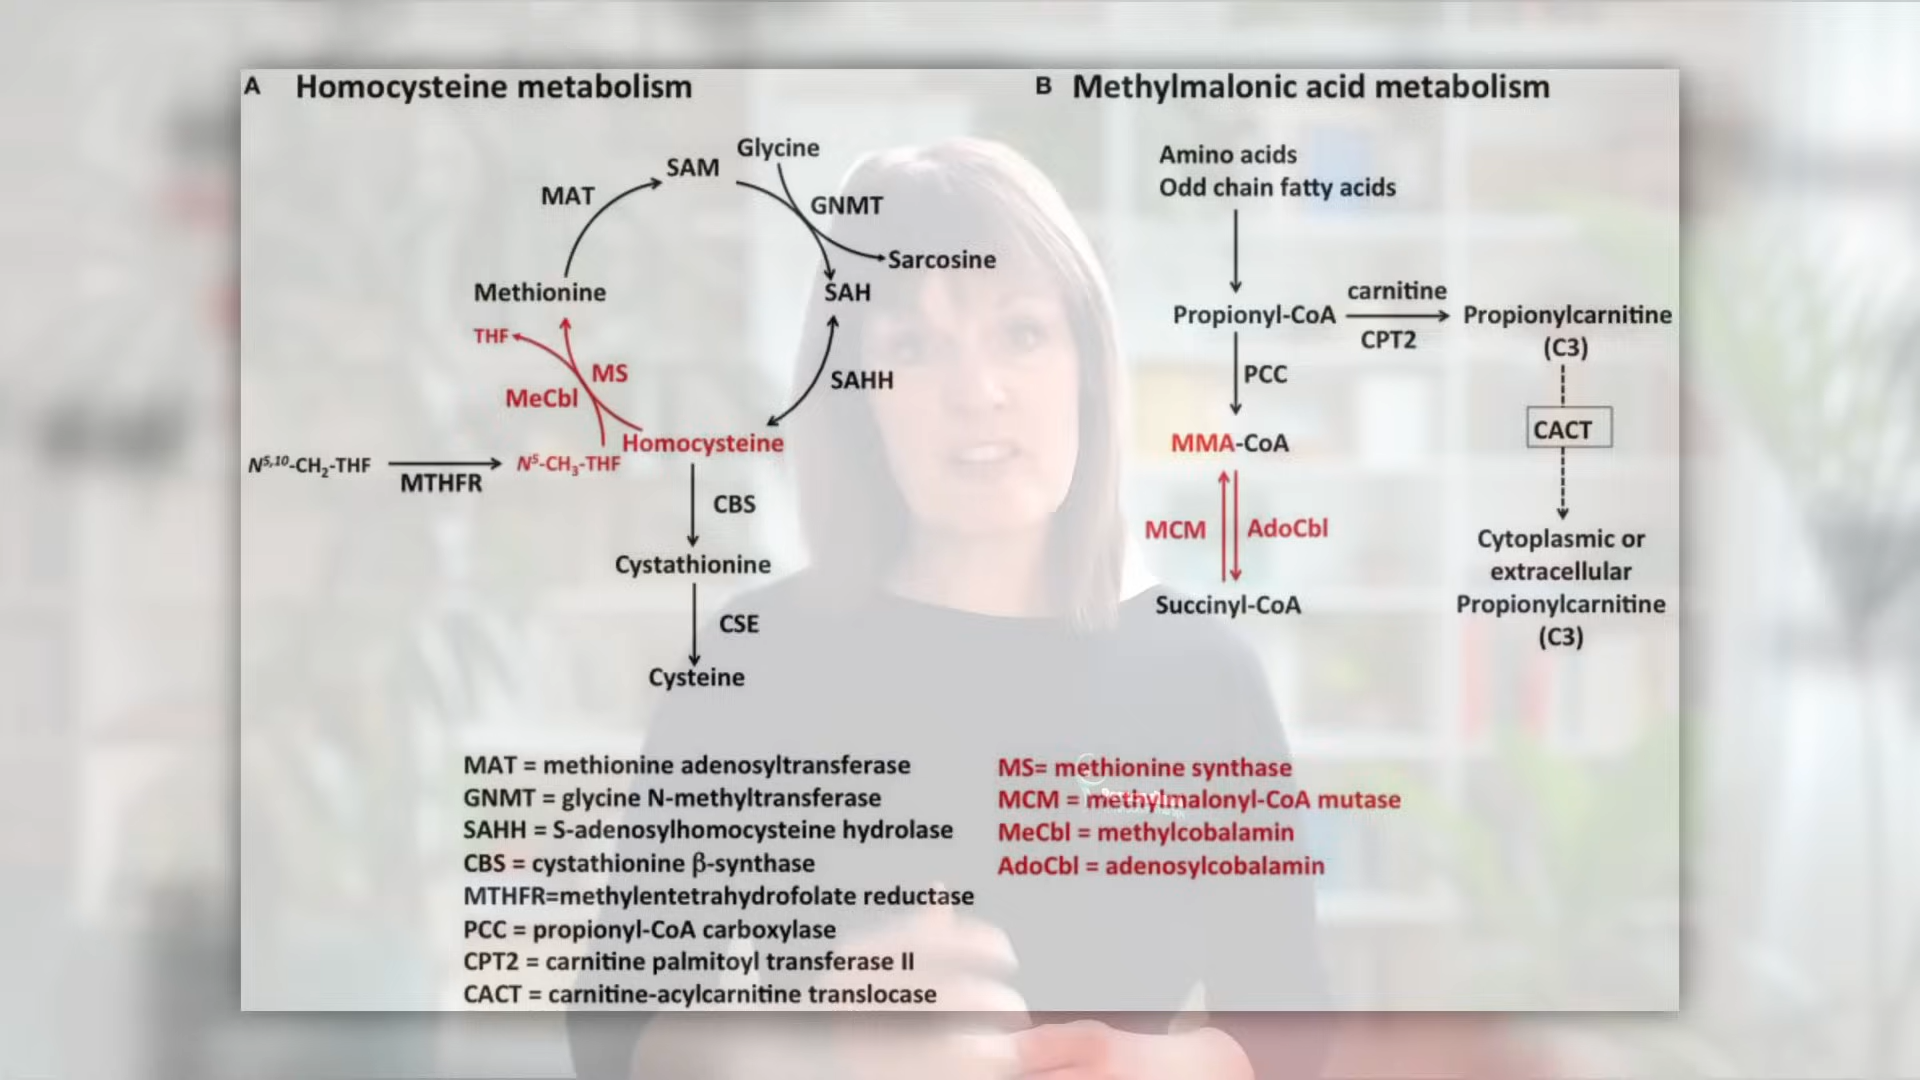 A Homocysteine metabolism
Glycine
SAM
MAT
GNMT
Sarcosine
Methionine
SAH
THF
MS
SAHH
MeCbl
Homocysteine
N5,10-CH2-THF
MTHFR
N5-CH3-THF
CBS
Cystathionine
CSE
Cysteine
B Methylmalonic acid metabolism
Amino acids
Odd chain fatty acids
carnitine
Propionyl-CoA
Propionylcarnitine
CPT2
(C3)
PCC
CACT
MMA-CoA
MCM
AdoCbl
Cytoplasmic or
extracellular
Succinyl-CoA
Propionylcarnitine
(C3)
MAT = methionine adenosyltransferase
GNMT = glycine N-methyltransferase
SAHH = S-adenosylhomocysteine hydrolase
CBS = cystathionine β-synthase
MTHFR=methylentetrahydrofolate reductase
PCC = propionyl-CoA carboxylase
CPT2 = carnitine palmitoyl transferase II
CACT = carnitine-acylcarnitine translocase
MS= methionine synthase
MCM = methylmalonyl-CoA mutase
MeCbl = methylcobalamin
AdoCbl = adenosylcobalamin